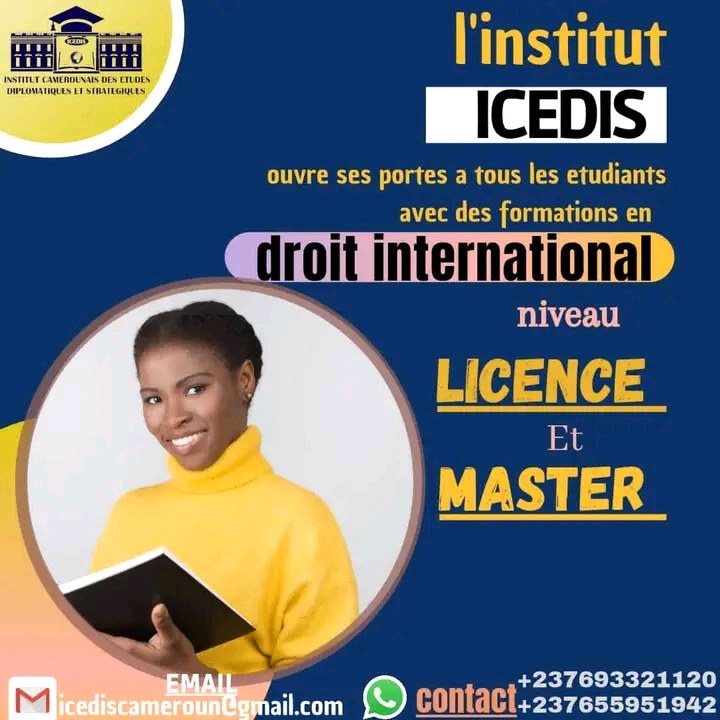 ICEDIS
INSTITUT CAMEROUNAIS DES ETUDES
DIPLOMATIQUES ET STRATEGIQUES
l'institut
ICEDIS
ouvre ses portes a tous les etudiants
avec des formations en
droit international
niveau
LICENCE
Et
MASTER
EMAIL
icediscameroun@gmail.com
contact
+237693321120
+237655951942